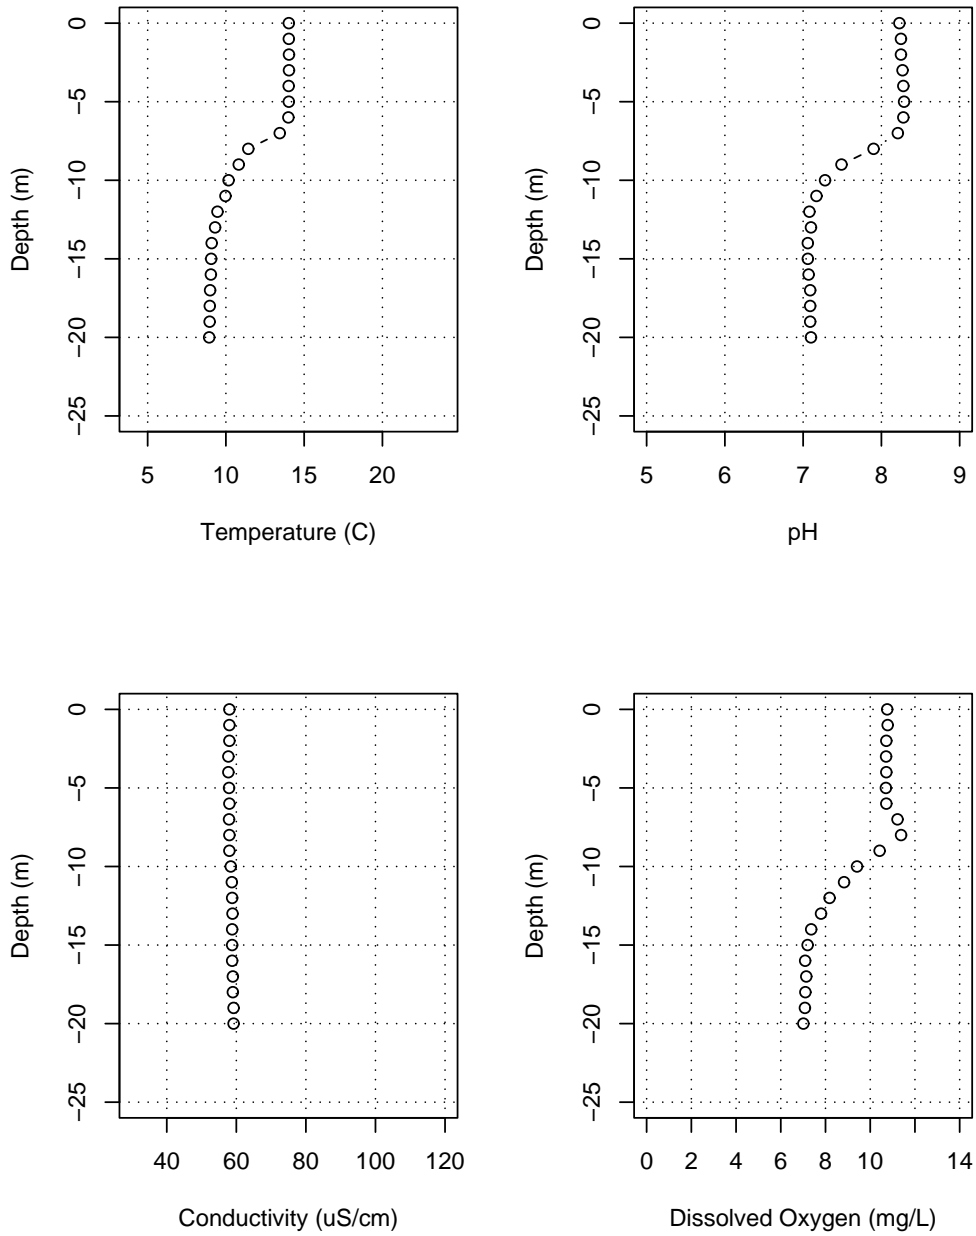 0
−5
−10
−15
−20
−25
Depth (m)
5 10 15 20
Temperature (C)
0
−5
−10
−15
−20
−25
Depth (m)
5 6 7 8 9
pH
0
−5
−10
−15
−20
−25
Depth (m)
40 60 80 100 120
Conductivity (uS/cm)
0
−5
−10
−15
−20
−25
Depth (m)
0 2 4 6 8 10 14
Dissolved Oxygen (mg/L)